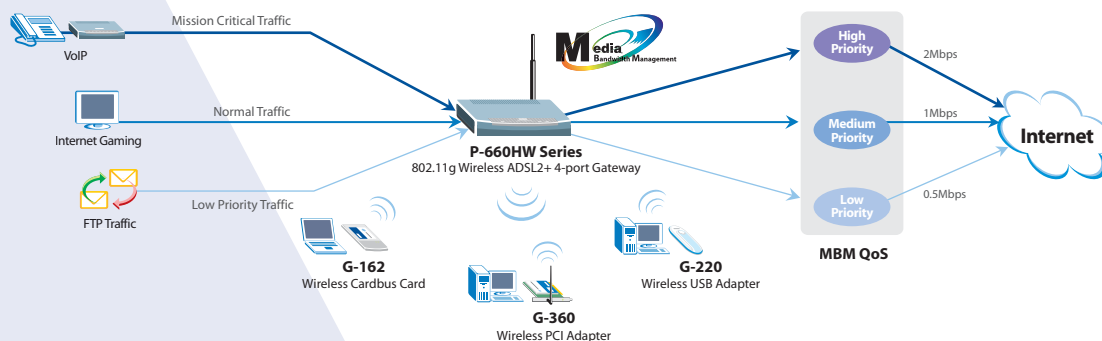 Mission Critical Traffic
VoIP
Media
Bandwidth Management
High
Priority
2Mbps
Normal Traffic
Internet Gaming
Medium
Priority
1Mbps
Internet
P-660HW Series
802.11g Wireless ADSL2+ 4-port Gateway
Low Priority Traffic
FTP Traffic
Low
Priority
0.5Mbps
MBM QoS
G-162
Wireless Cardbus Card
G-220
Wireless USB Adapter
G-360
Wireless PCI Adapter